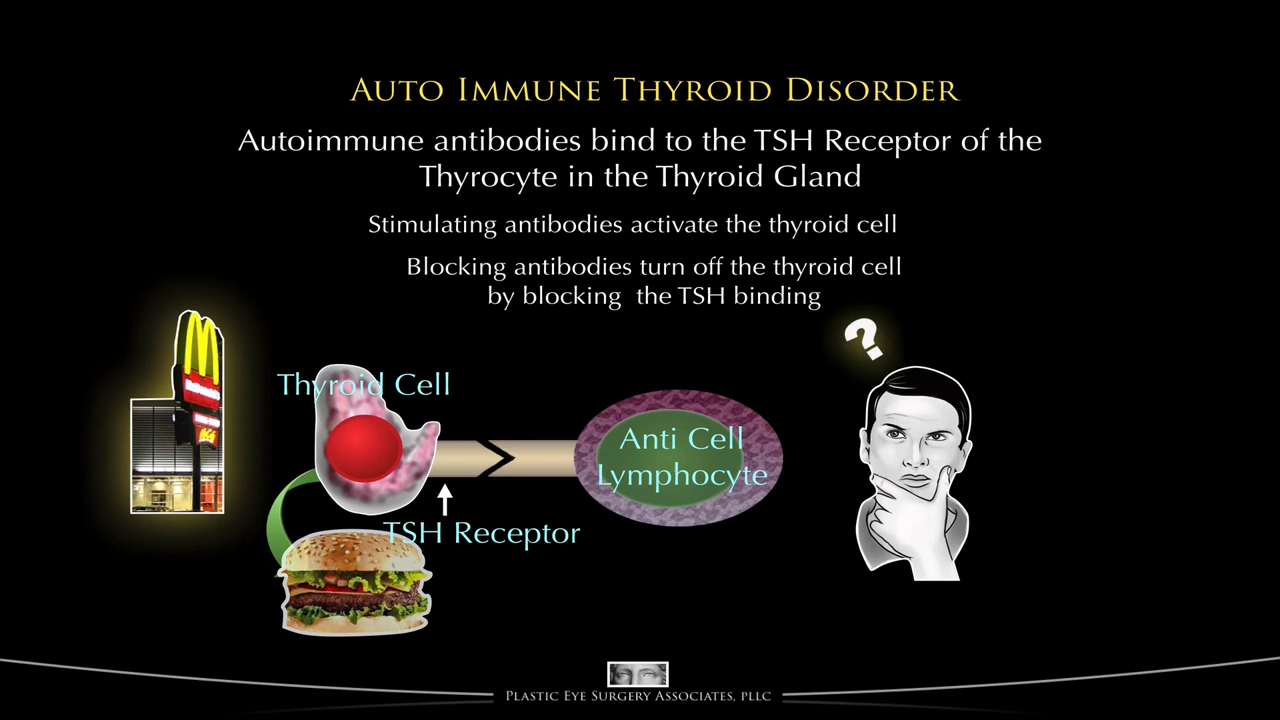 Auto Immune Thyroid Disorder
Autoimmune antibodies bind to the TSH Receptor of the
Thyrocyte in the Thyroid Gland
Stimulating antibodies activate the thyroid cell
Blocking antibodies turn off the thyroid cell
by blocking the TSH binding
?
Thyroid Cell
Anti Cell
Lymphocyte
TSH Receptor
Plastic Eye Surgery Associates, PLLC